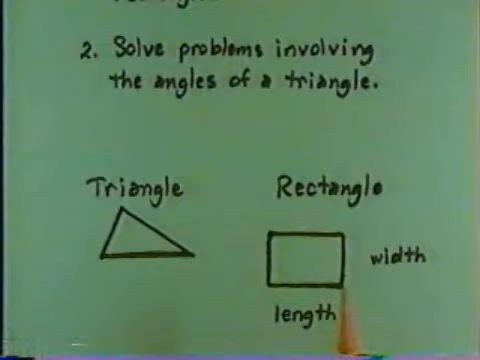 2. Solve problems involving
the angles of a triangle.
Triangle
Rectangle
width
length